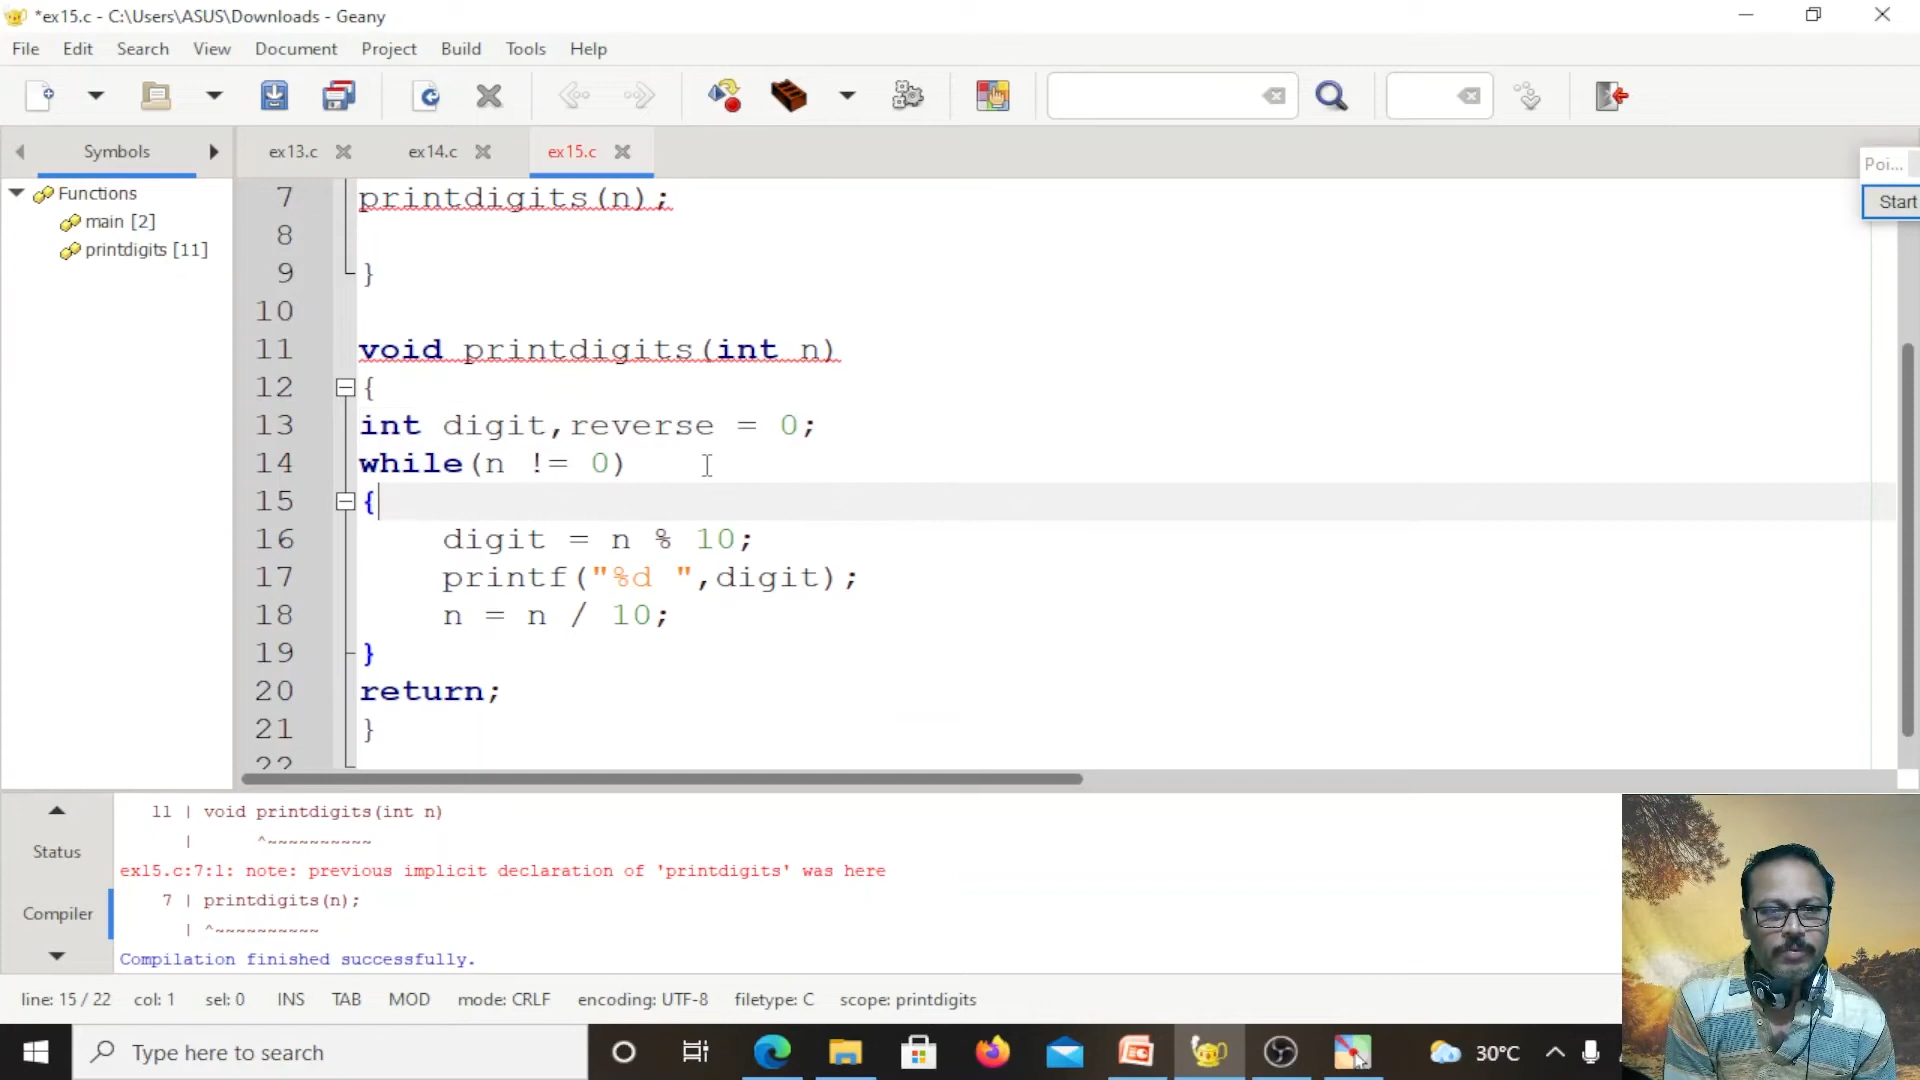 *ex15.c - C:\Users\ASUS\Downloads - Geany
File Edit Search View Document Project Build Tools Help
Symbols ex13.c ex14.c ex15.c
Poi...
Start
Functions
main [2]
printdigits [11]
7 printdigits(n);
8
9 }
10
11 void printdigits(int n)
12 {
13 int digit,reverse = 0;
14 while(n != 0)
15 {
16 digit = n % 10;
17 printf("%d ",digit);
18 n = n / 10;
19 }
20 return;
21 }
22
Status
Compiler
11 | void printdigits(int n)
| ^~~~~~~~~~~
ex15.c:7:1: note: previous implicit declaration of 'printdigits' was here
7 | printdigits(n);
| ^~~~~~~~~~~
Compilation finished successfully.
line: 15 / 22 col: 1 sel: 0 INS TAB MOD mode: CRLF encoding: UTF-8 filetype: C scope: printdigits
Type here to search
30°C